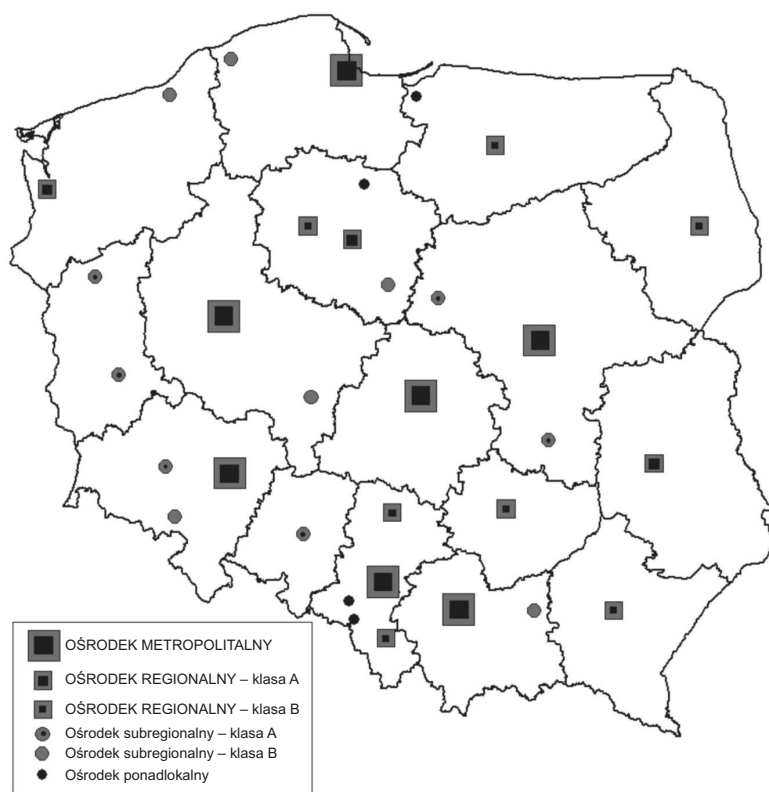 OŚRODEK METROPOLITALNY
OŚRODEK REGIONALNY – klasa A
OŚRODEK REGIONALNY – klasa B
Ośrodek subregionalny – klasa A
Ośrodek subregionalny – klasa B
Ośrodek ponadlokalny